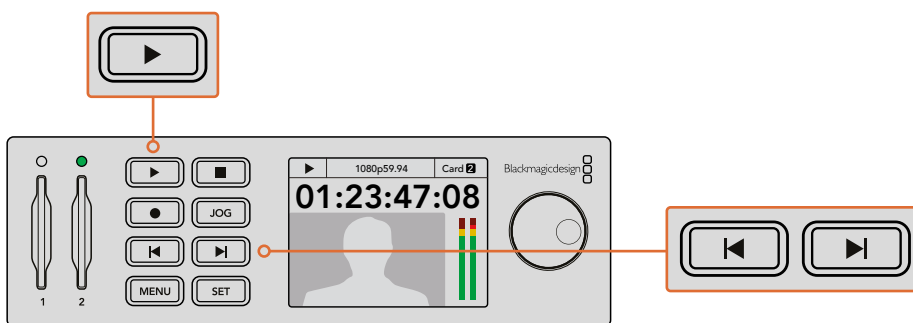 1080p59.94
Card 2
Blackmagicdesign
01:23:47:08
JOG
MENU
SET
1
2